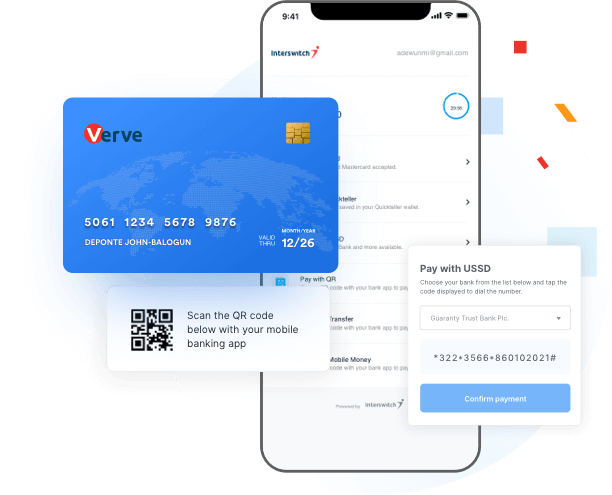 9:41
Interswitch
adewunmi@gmail.com
29:56
Verve
5061 1234 5678 9876
DEPONTE JOHN-BALOGUN
VALID
THRU
MONTH/YEAR
12/26
Mastercard accepted.
saved in your Quickteller wallet.
Bank and more available.
Pay with QR
code with your bank app to pay
Transfer
code with your bank app to pay
Mobile Money
code with your bank app to pay
Powered by Interswitch
Scan the QR code
below with your mobile
banking app
Pay with USSD
Choose your bank from the list below and tap the
code displayed to dial the number.
Guaranty Trust Bank Plc.
*322*3566*860102021#
Confirm payment